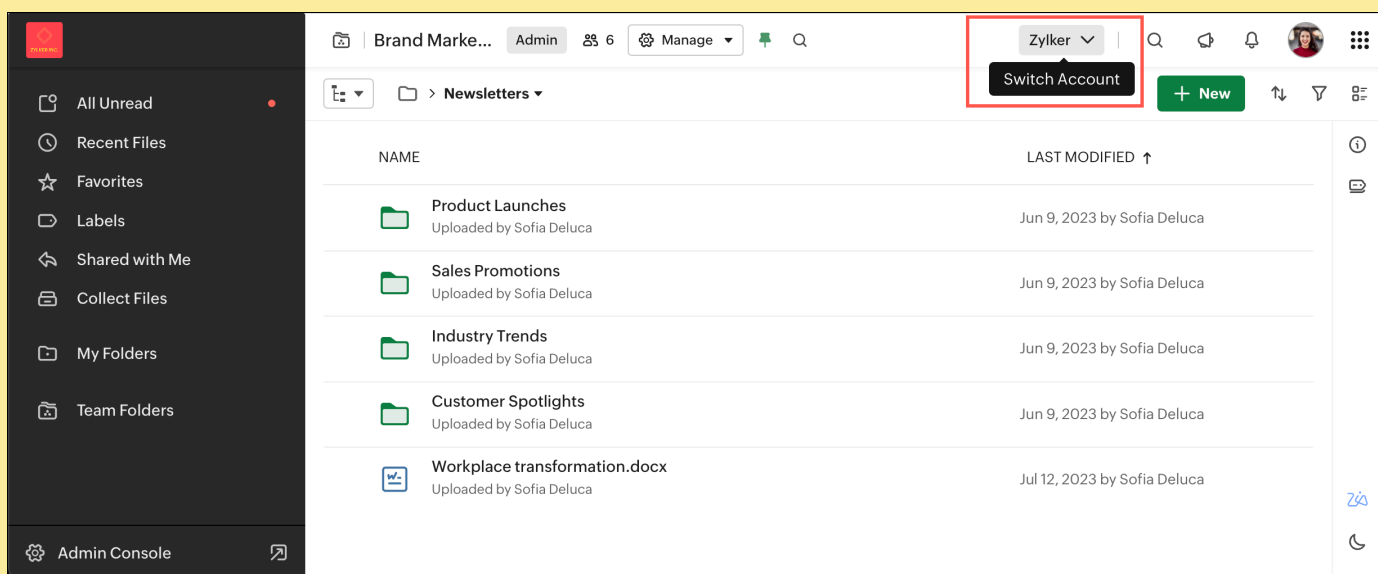 ZYLKER INC.
Brand Marke... Admin 6 Manage
Zylker
Switch Account
All Unread
Recent Files
Favorites
Labels
Shared with Me
Collect Files
My Folders
Team Folders
Admin Console
> Newsletters
+ New
NAME LAST MODIFIED ↑
Product Launches
Uploaded by Sofia Deluca
Jun 9, 2023 by Sofia Deluca
Sales Promotions
Uploaded by Sofia Deluca
Jun 9, 2023 by Sofia Deluca
Industry Trends
Uploaded by Sofia Deluca
Jun 9, 2023 by Sofia Deluca
Customer Spotlights
Uploaded by Sofia Deluca
Jun 9, 2023 by Sofia Deluca
Workplace transformation.docx
Uploaded by Sofia Deluca
Jul 12, 2023 by Sofia Deluca